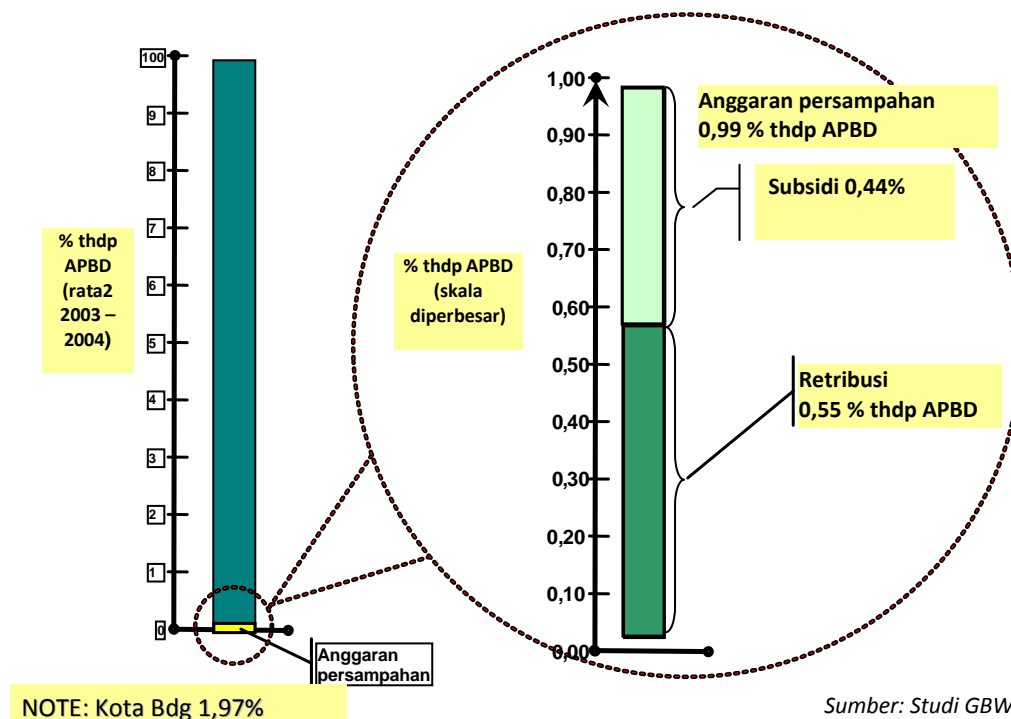 100
9
8
7
6
5
4
3
2
1
0
% thdp
APBD
(rata2
2003 –
2004)
Anggaran
persampahan
NOTE: Kota Bdg 1,97%
% thdp APBD
(skala
diperbesar)
1,00
0,90
0,80
0,70
0,60
0,50
0,40
0,30
0,20
0,10
0,00
Anggaran persampahan
0,99 % thdp APBD
Subsidi 0,44%
Retribusi
0,55 % thdp APBD
Sumber: Studi GBW